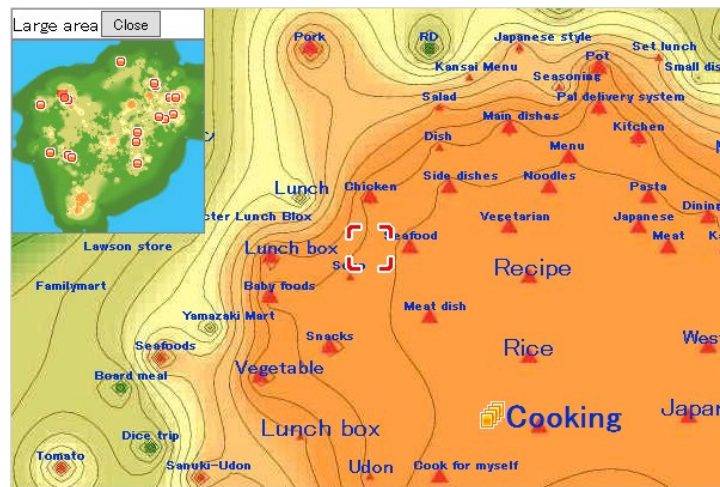 Large area Close
Pork
RD
Japanese style
Set lunch
Pot
Kansai Menu
Small dis
Seasoning
Salad
Pal delivery system
Main dishes
Kitchen
ン
Dish
Menu
Lunch
Chicken
Side dishes
Noodles
Pasta
Dining
cter Lunch Blox
Vegetarian
Japanese
Lawson store
Lunch box
Seafood
Meat
Recipe
Familymart
Baby foods
Meat dish
Yamazaki Mart
Snacks
Seafoods
Rice
West
Vegetable
Board meal
Cooking
Japan
Lunch box
Dice trip
Tomato
Sanuki-Udon
Udon
Cook for myself